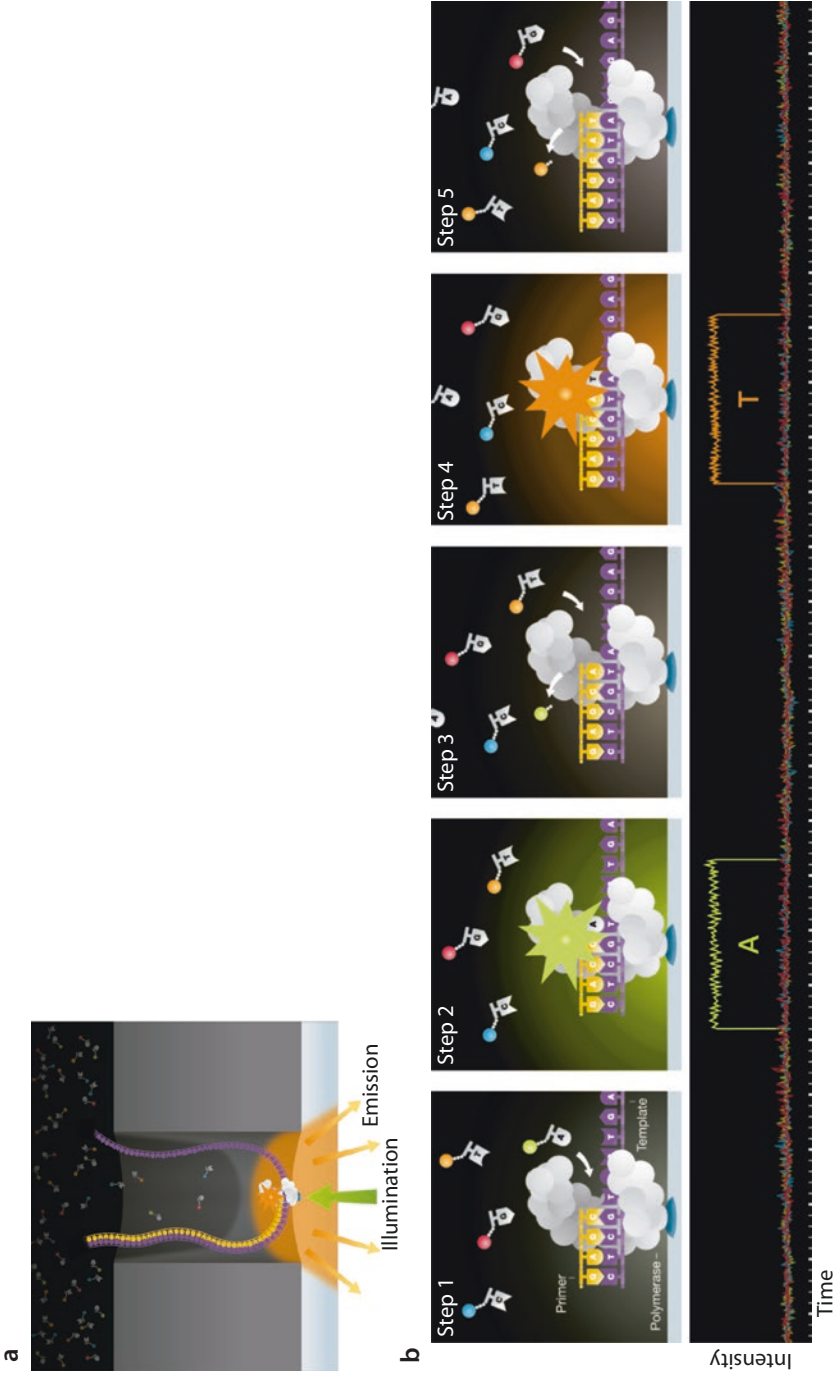 a
Illumination
Emission
b
Step 1
Primer
Polymerase
Template
C
G
T
A
G A G C
C T C G T
T G A
Step 2
C
G
T
A
G A C C
C T C G T
T G A
Step 3
C
A
G
T
G A G C A
C T C G T A
G A G
Step 4
T
C
A
G
T
C T C G T A
G A G
Step 5
T
C
A
G
C T C G T A
G A G
Intensity
A
T
Time